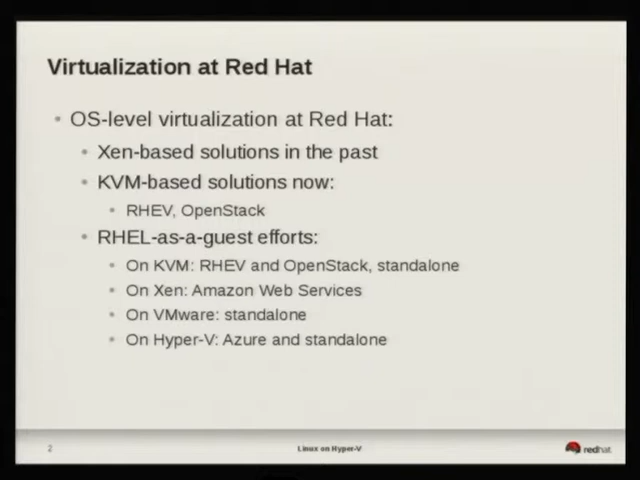 Virtualization at Red Hat
• OS-level virtualization at Red Hat:
• Xen-based solutions in the past
• KVM-based solutions now:
• RHEV, OpenStack
• RHEL-as-a-guest efforts:
• On KVM: RHEV and OpenStack, standalone
• On Xen: Amazon Web Services
• On VMware: standalone
• On Hyper-V: Azure and standalone
2
Linux on Hyper-V
redhat